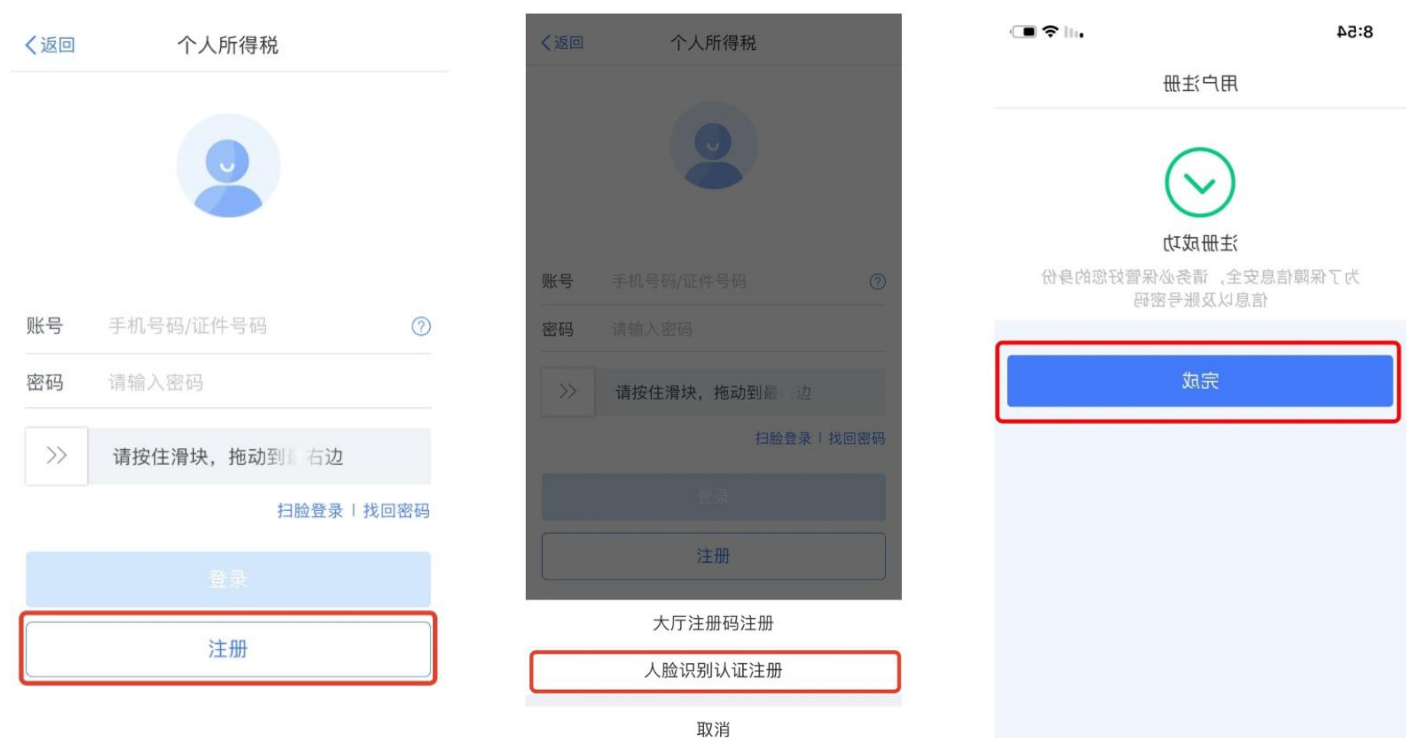 返回
个人所得税
账号 手机号码/证件号码
密码 请输入密码
请按住滑块，拖动到 右边
扫脸登录 | 找回密码
登录
注册
返回
个人所得税
账号 手机号码/证件号码
密码 请输入密码
请按住滑块，拖动到最 边
扫脸登录 | 找回密码
登录
注册
大厅注册码注册
人脸识别认证注册
取消
8:54
用户注册
注册成功
为了保障信息安全，请务必保管好您的身份
信息以及账号密码
完成